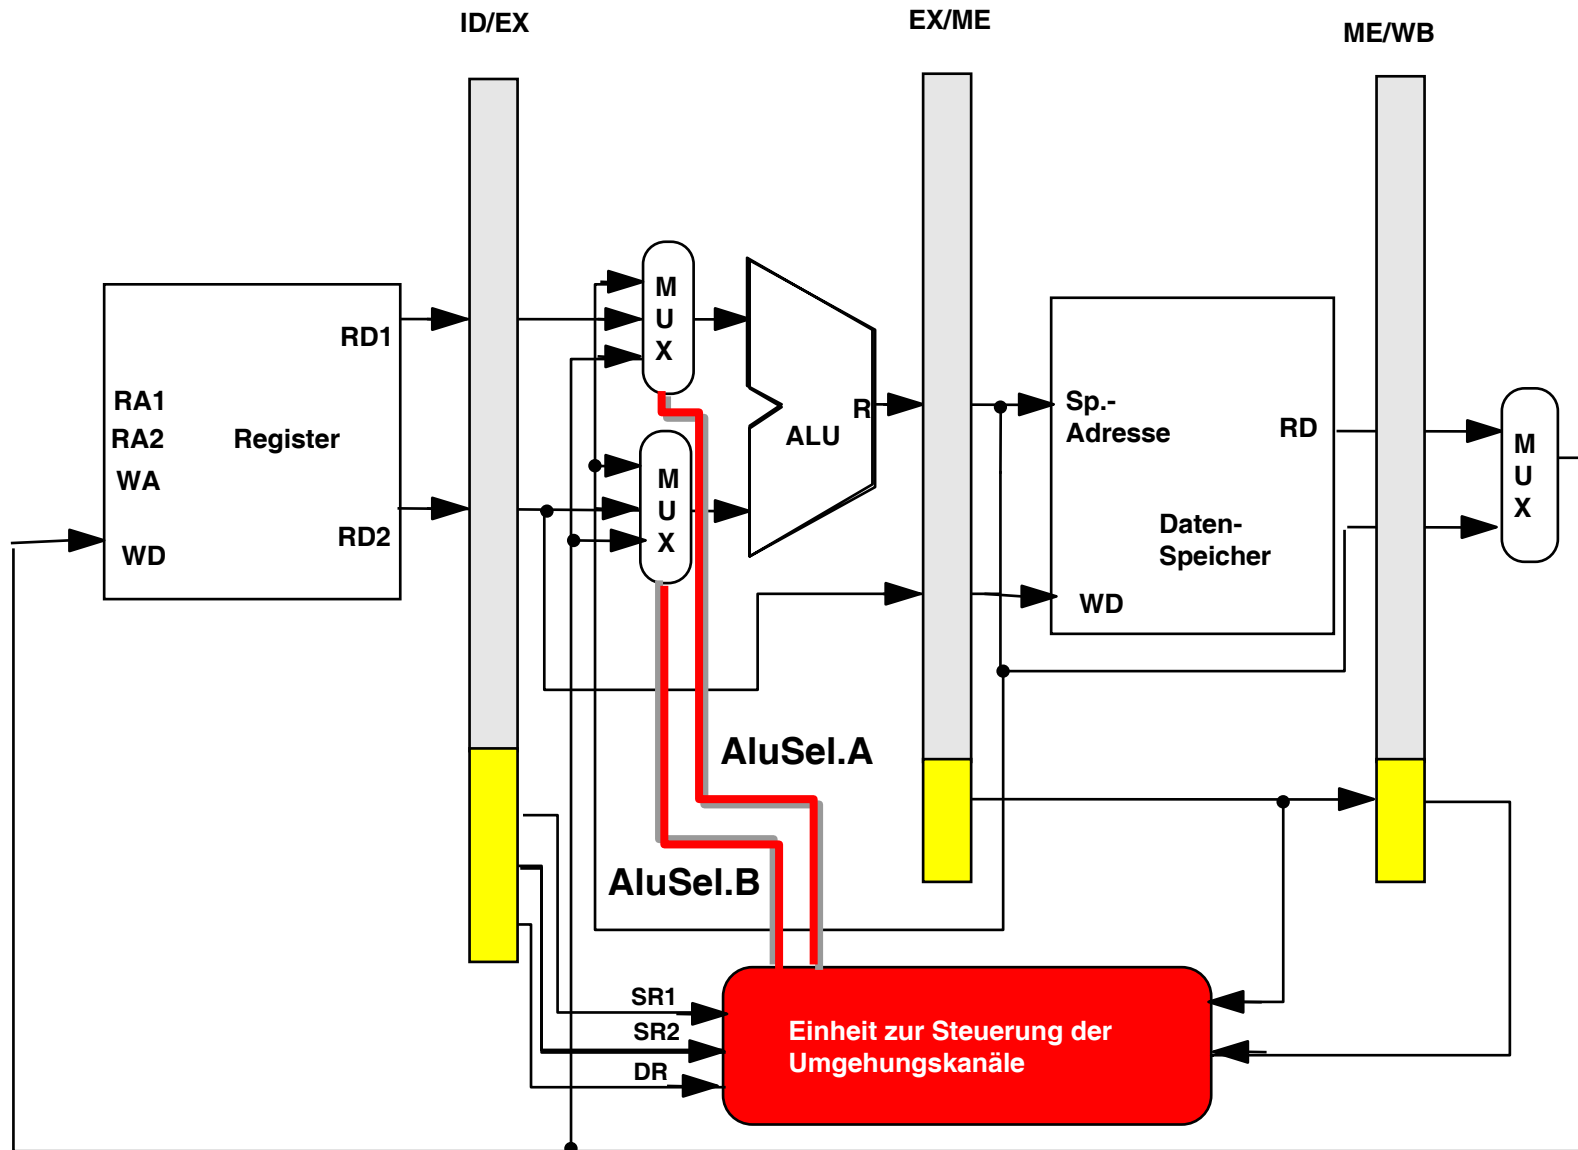 ID/EX
EX/ME
ME/WB
M
U
X
RD1
RA1
RA2
Register
WA
RD2
WD
M
U
X
R
ALU
Sp.-
Adresse
RD
Daten-
Speicher
WD
M
U
X
AluSel.A
AluSel.B
SR1
SR2
DR
Einheit zur Steuerung der
Umgehungskanäle